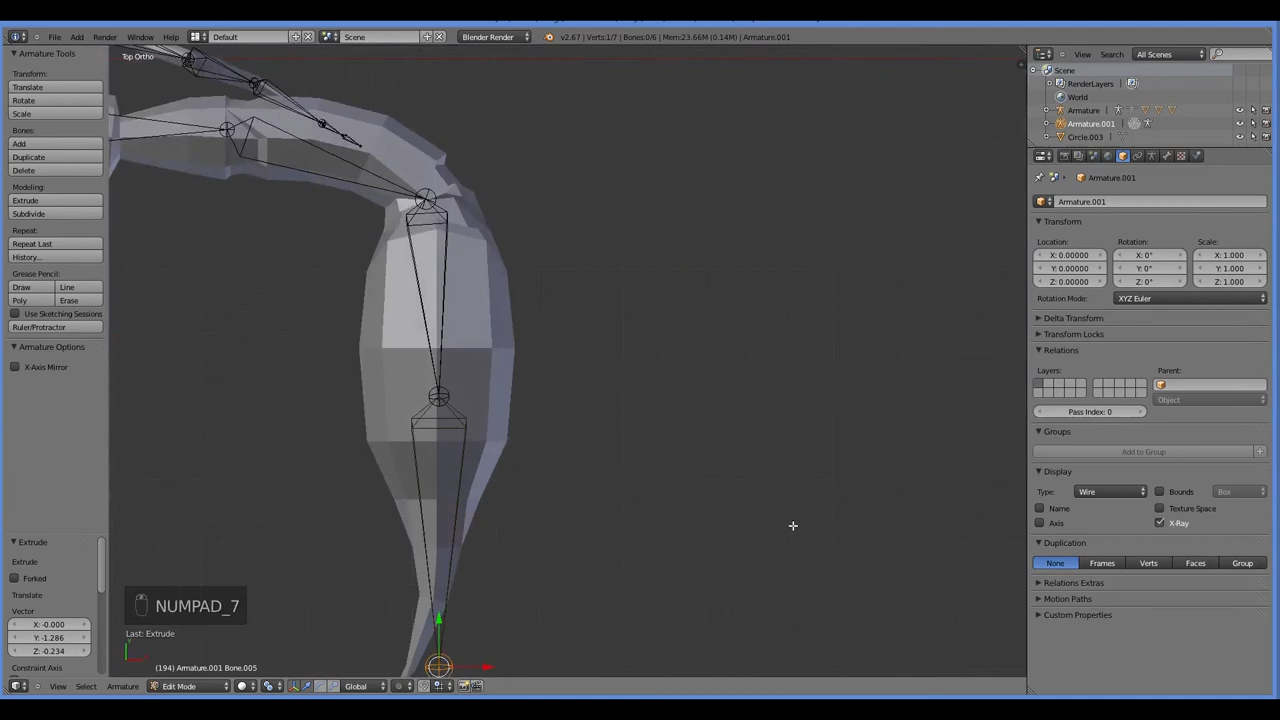 File Add Render Window Help Default Scene Blender Render v2.67 | Verts:1/7 | Bones:0/6 | Mem:23.66M (0.14M) | Armature.001
Armature Tools
Transform:
Translate
Rotate
Scale
Bones:
Add
Duplicate
Delete
Modeling:
Extrude
Subdivide
Repeat:
Repeat Last
History...
Grease Pencil:
Draw Line
Poly Erase
Use Sketching Sessions
Ruler/Protractor
Armature Options
X-Axis Mirror
Extrude
Extrude
Forked
Translate
Vector
X: -0.000
Y: -1.286
Z: -0.234
Constraint Axis
Top Ortho
NUMPAD_7
Last: Extrude
(194) Armature.001 Bone.005
View Select Armature Edit Mode Global
View Search All Scenes
Scene
RenderLayers
World
Armature
Armature.001
Circle.003
Armature.001
Armature.001
Transform
Location: Rotation: Scale:
X: 0.00000 X: 0° X: 1.000
Y: 0.00000 Y: 0° Y: 1.000
Z: 0.00000 Z: 0° Z: 1.000
Rotation Mode: XYZ Euler
Delta Transform
Transform Locks
Relations
Layers: Parent:
Pass Index: 0 Object
Groups
Add to Group
Display
Type: Wire Bounds Box
Name Texture Space
Axis X-Ray
Duplication
None Frames Verts Faces Group
Relations Extras
Motion Paths
Custom Properties